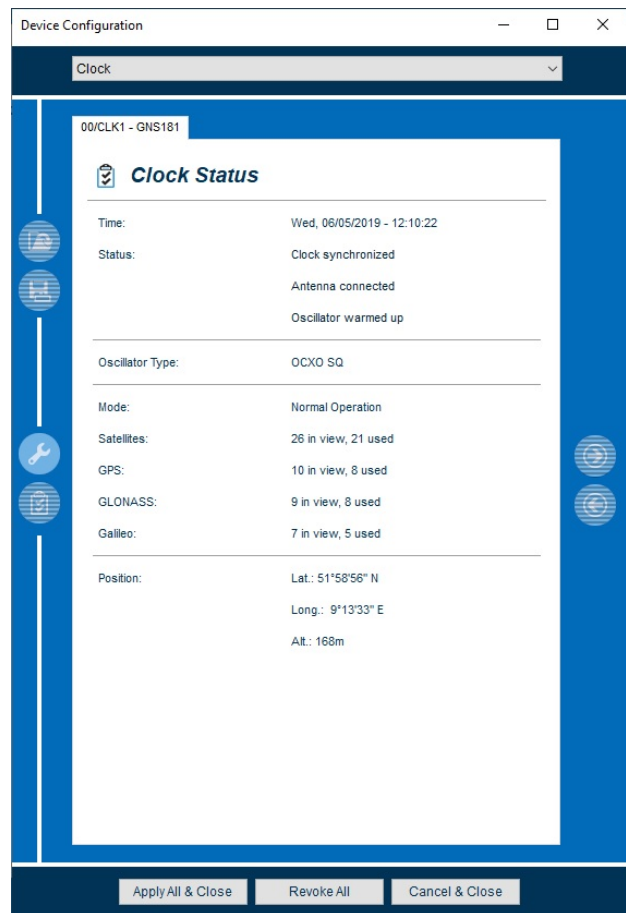 Device Configuration
Clock
00/CLK1 - GNS181
Clock Status
Time: Wed, 06/05/2019 - 12:10:22
Status: Clock synchronized
Antenna connected
Oscillator warmed up
Oscillator Type: OCXO SQ
Mode: Normal Operation
Satellites: 26 in view, 21 used
GPS: 10 in view, 8 used
GLONASS: 9 in view, 8 used
Galileo: 7 in view, 5 used
Position: Lat.: 51°58'56" N
Long.: 9°13'33" E
Alt.: 168m
Apply All & Close Revoke All Cancel & Close